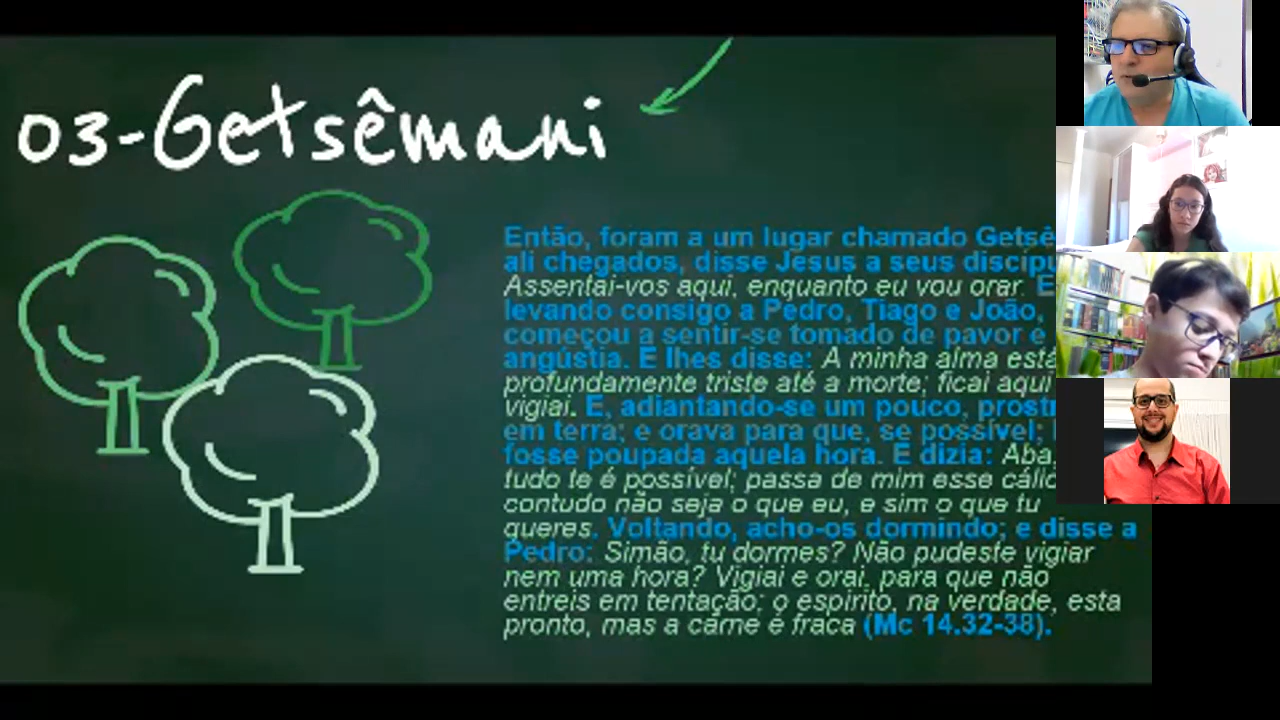 03-Getsêmani
Então, foram a um lugar chamado Getsê
ali chegados, disse Jesus a seus discípu
Assentai-vos aqui, enquanto eu vou orar. E
levando consigo a Pedro, Tiago e João,
começou a sentir-se tomado de pavor e
angústia. E lhes disse: A minha alma está
profundamente triste até a morte; ficai aqui
vigiai. E, adiantando-se um pouco, prostr
em terra; e orava para que, se possível;
fosse poupada aquela hora. E dizia: Aba,
tudo te é possível; passa de mim esse cálic
contudo não seja o que eu, e sim o que tu
queres. Voltando, acho-os dormindo; e disse a
Pedro: Simão, tu dormes? Não pudeste vigiar
nem uma hora? Vigiai e orai, para que não
entreis em tentação; o espirito, na verdade, esta
pronto, mas a carne é fraca (Mc 14.32-38).